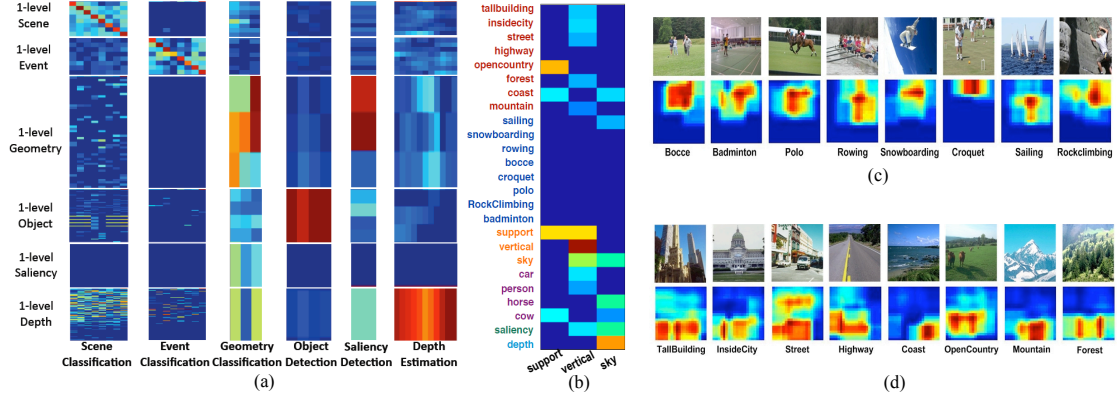 1-level
Scene
1-level
Event
1-level
Geometry
1-level
Object
1-level
Saliency
1-level
Depth
Scene Event Geometry Object Saliency Depth
Classification Classification Classification Detection Detection Estimation
(a)
tallbuilding
insidecity
street
highway
opencountry
forest
coast
mountain
sailing
snowboarding
rowing
bocce
croquet
polo
RockClimbing
badminton
support
vertical
sky
car
person
horse
cow
saliency
depth
support vertical sky
(b)
Bocce Badminton Polo Rowing Snowboarding Croquet Sailing Rockclimbing
(c)
TallBuilding InsideCity Street Highway Coast OpenCountry Mountain Forest
(d)